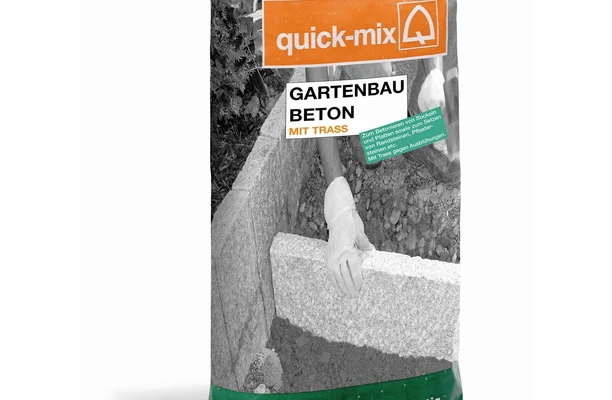 quick-mix
GARTENBAU
BETON
MIT TRASS
Zum Betonieren von Sockeln
und Platten sowie zum Setzen
von Randsteinen, Pflaster-
steinen etc.
Mit Trass gegen Ausblühungen.